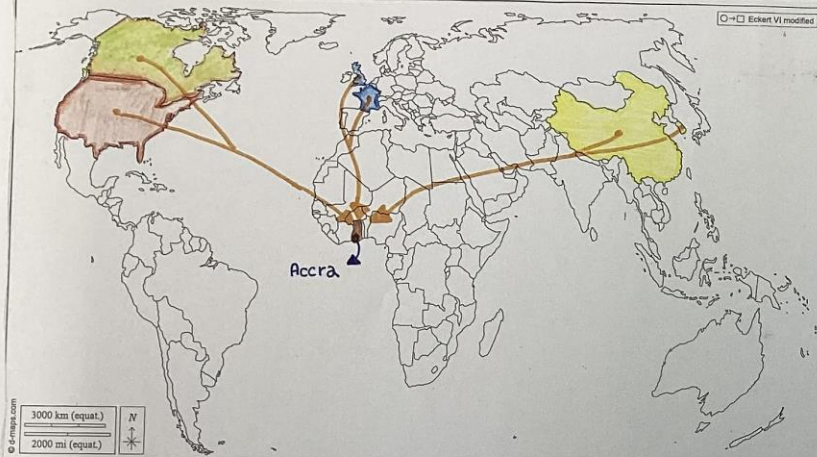 ○→□ Eckert VI modified
Accra
3000 km (equat.)
2000 mi (equat.)
N
© d-maps.com